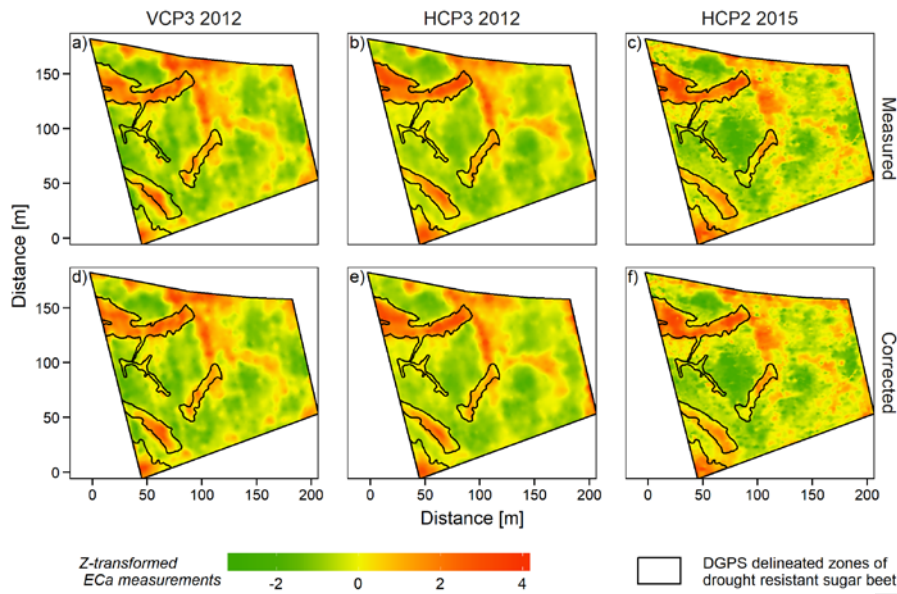 VCP3 2012
HCP3 2012
HCP2 2015
a)
b)
c)
Measured
150
100
50
0
Distance [m]
d)
e)
f)
Corrected
150
100
50
0
0 50 100 150 200
0 50 100 150 200
0 50 100 150 200
Distance [m]
Z-transformed
ECa measurements
-2 0 2 4
DGPS delineated zones of
drought resistant sugar beet